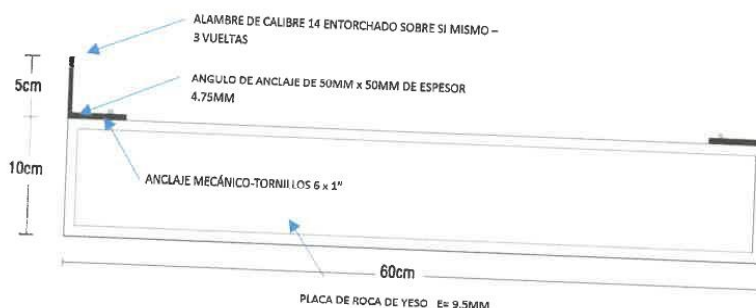 ALAMBRE DE CALIBRE 14 ENTORCHADO SOBRE SI MISMO –
3 VUELTAS
5cm
ANGULO DE ANCLAJE DE 50MM x 50MM DE ESPESOR
4.75MM
10cm
ANCLAJE MECÁNICO-TORNILLOS 6 x 1"
60cm
PLACA DE ROCA DE YESO E= 9.5MM